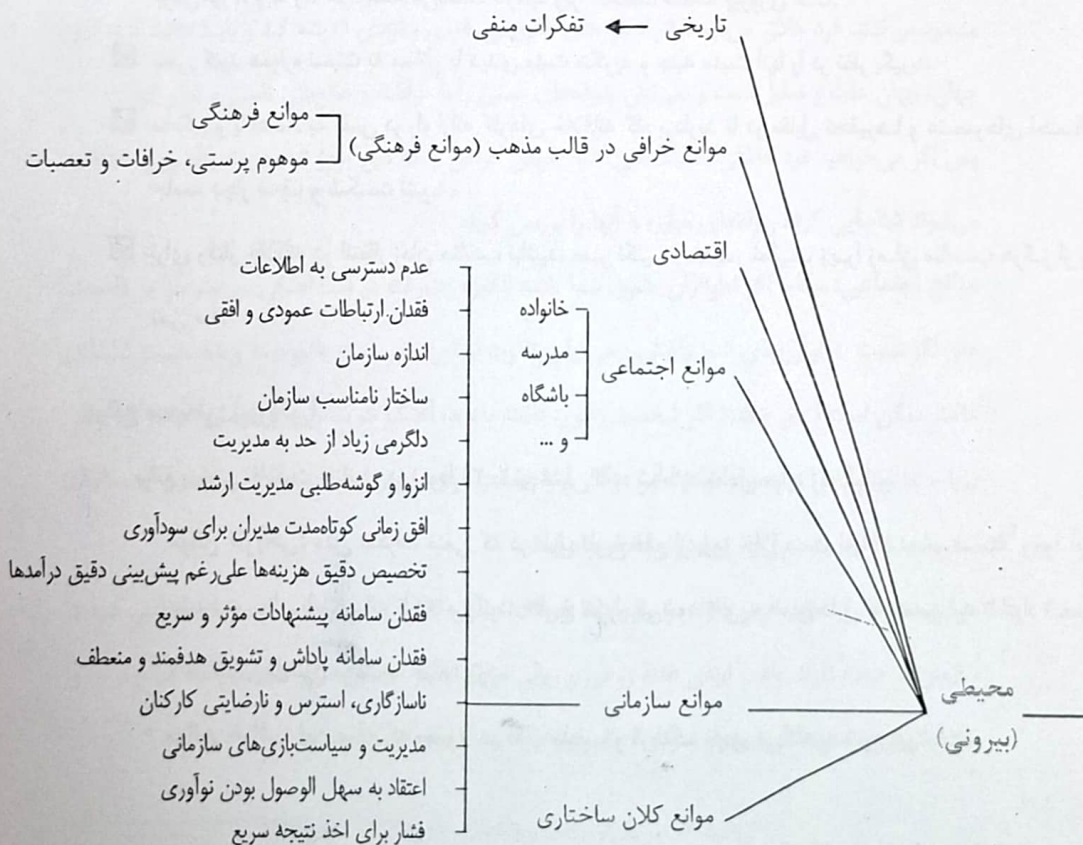 تاریخی ← تفکرات منفی
موانع خرافی در قالب مذهب (موانع فرهنگی)
موانع فرهنگی
موهوم پرستی، خرافات و تعصبات
اقتصادی
موانع اجتماعی
خانواده
مدرسه
باشگاه
و ...
محیطی
(بیرونی)
موانع سازمانی
عدم دسترسی به اطلاعات
فقدان ارتباطات عمودی و افقی
اندازه سازمان
ساختار نامناسب سازمان
دلگرمی زیاد از حد به مدیریت
انزوا و گوشه‌طلبی مدیریت ارشد
افق زمانی کوتاه‌مدت مدیران برای سودآوری
تخصیص دقیق هزینه‌ها علی‌رغم پیش‌بینی دقیق درآمدها
فقدان سامانه پیشنهادات مؤثر و سریع
فقدان سامانه پاداش و تشویق هدفمند و منعطف
ناسازگاری، استرس و نارضایتی کارکنان
مدیریت و سیاست‌بازی‌های سازمانی
اعتقاد به سهل الوصول بودن نوآوری
فشار برای اخذ نتیجه سریع
موانع کلان ساختاری